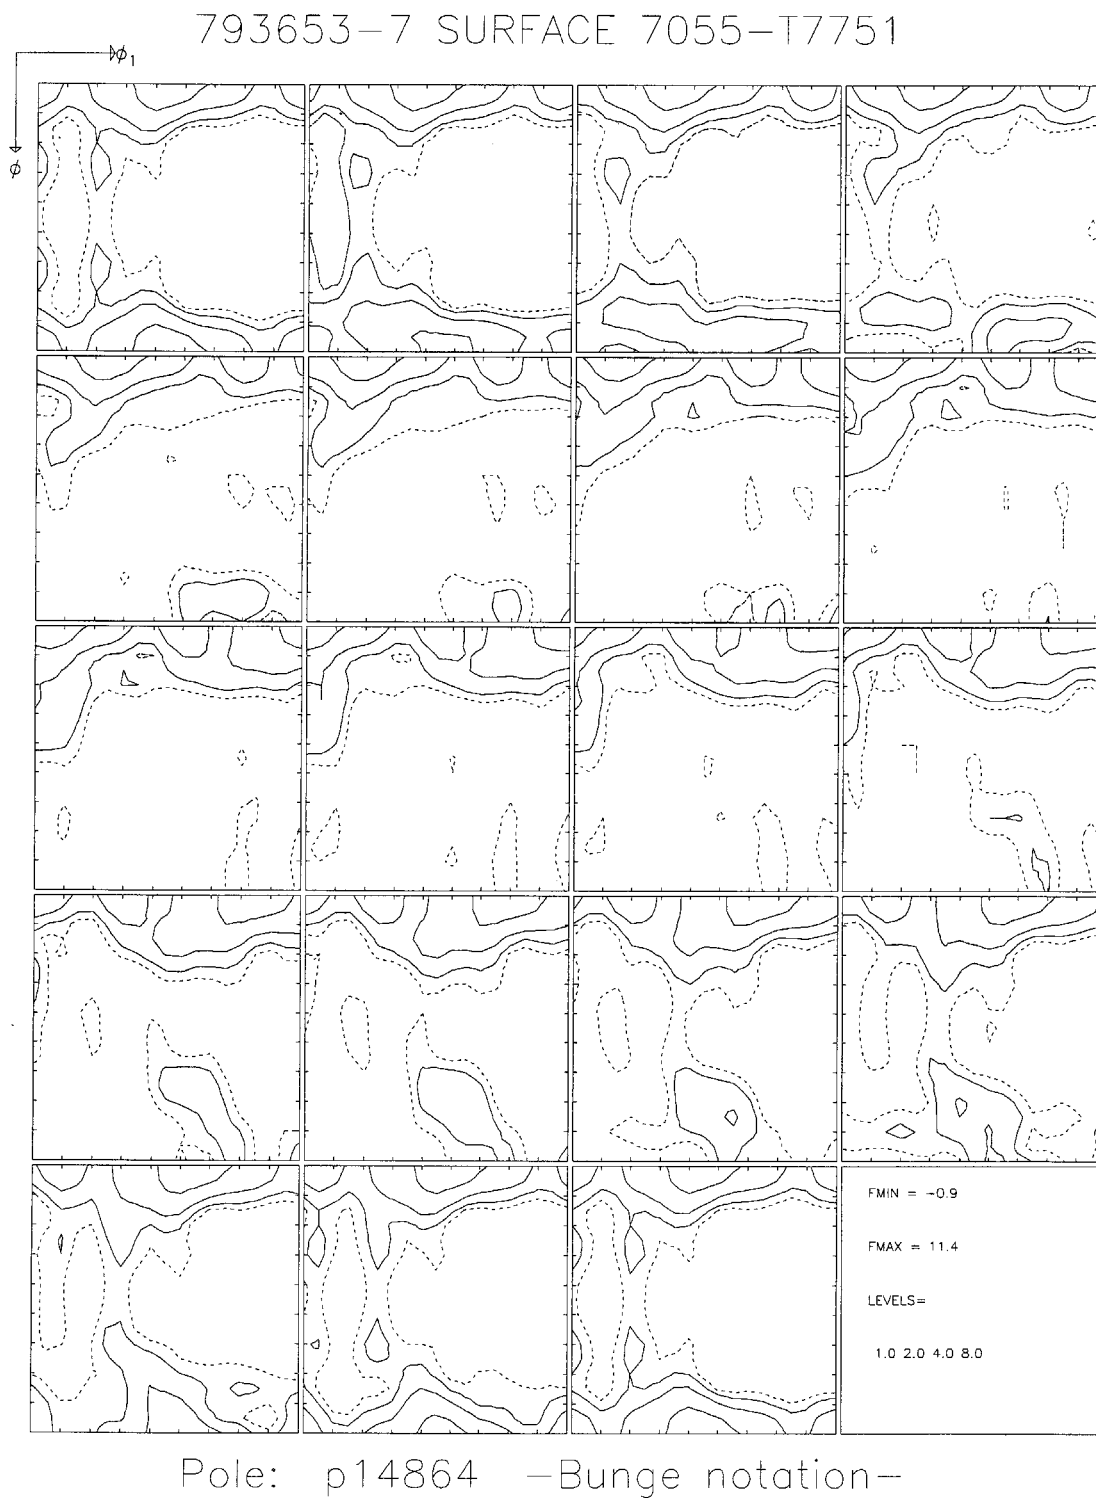 793653-7 SURFACE 7055-T7751
ϕ₁
ϕ
FMIN = -0.9
FMAX = 11.4
LEVELS=
1.0 2.0 4.0 8.0
Pole: p14864 -Bunge notation-